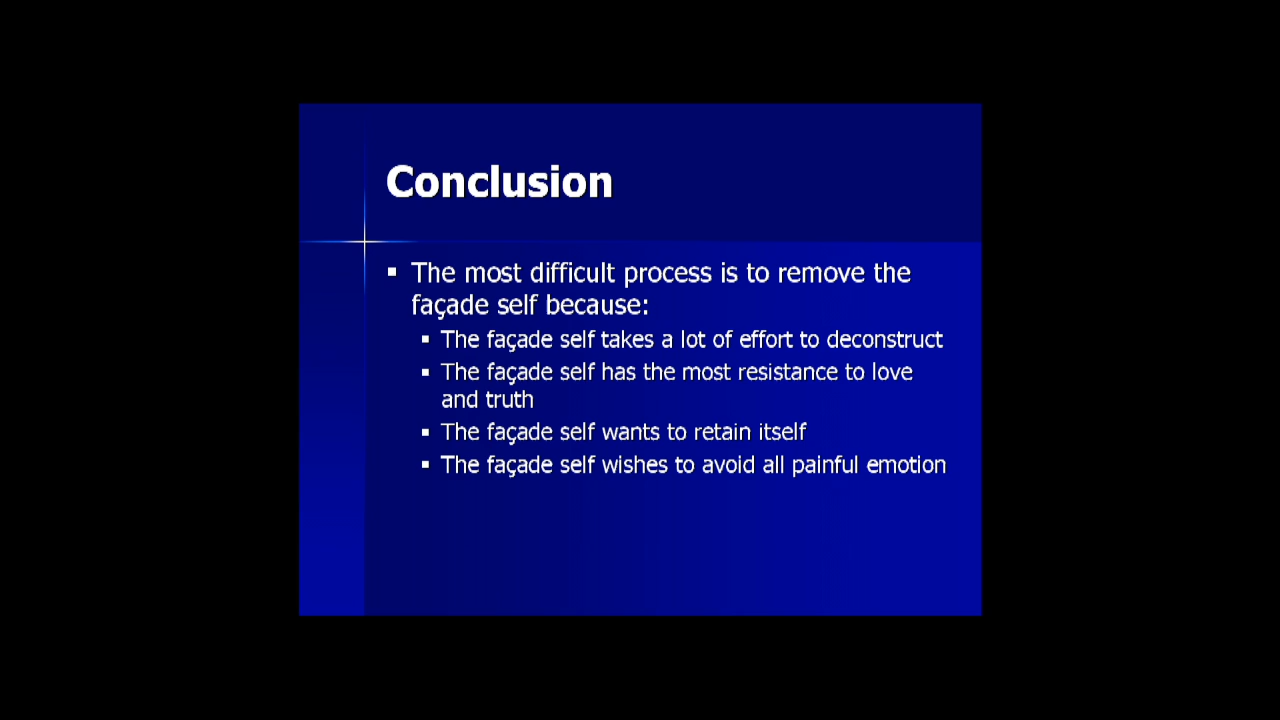 Conclusion
The most difficult process is to remove the
façade self because:
The façade self takes a lot of effort to deconstruct
The façade self has the most resistance to love
and truth
The façade self wants to retain itself
The façade self wishes to avoid all painful emotion